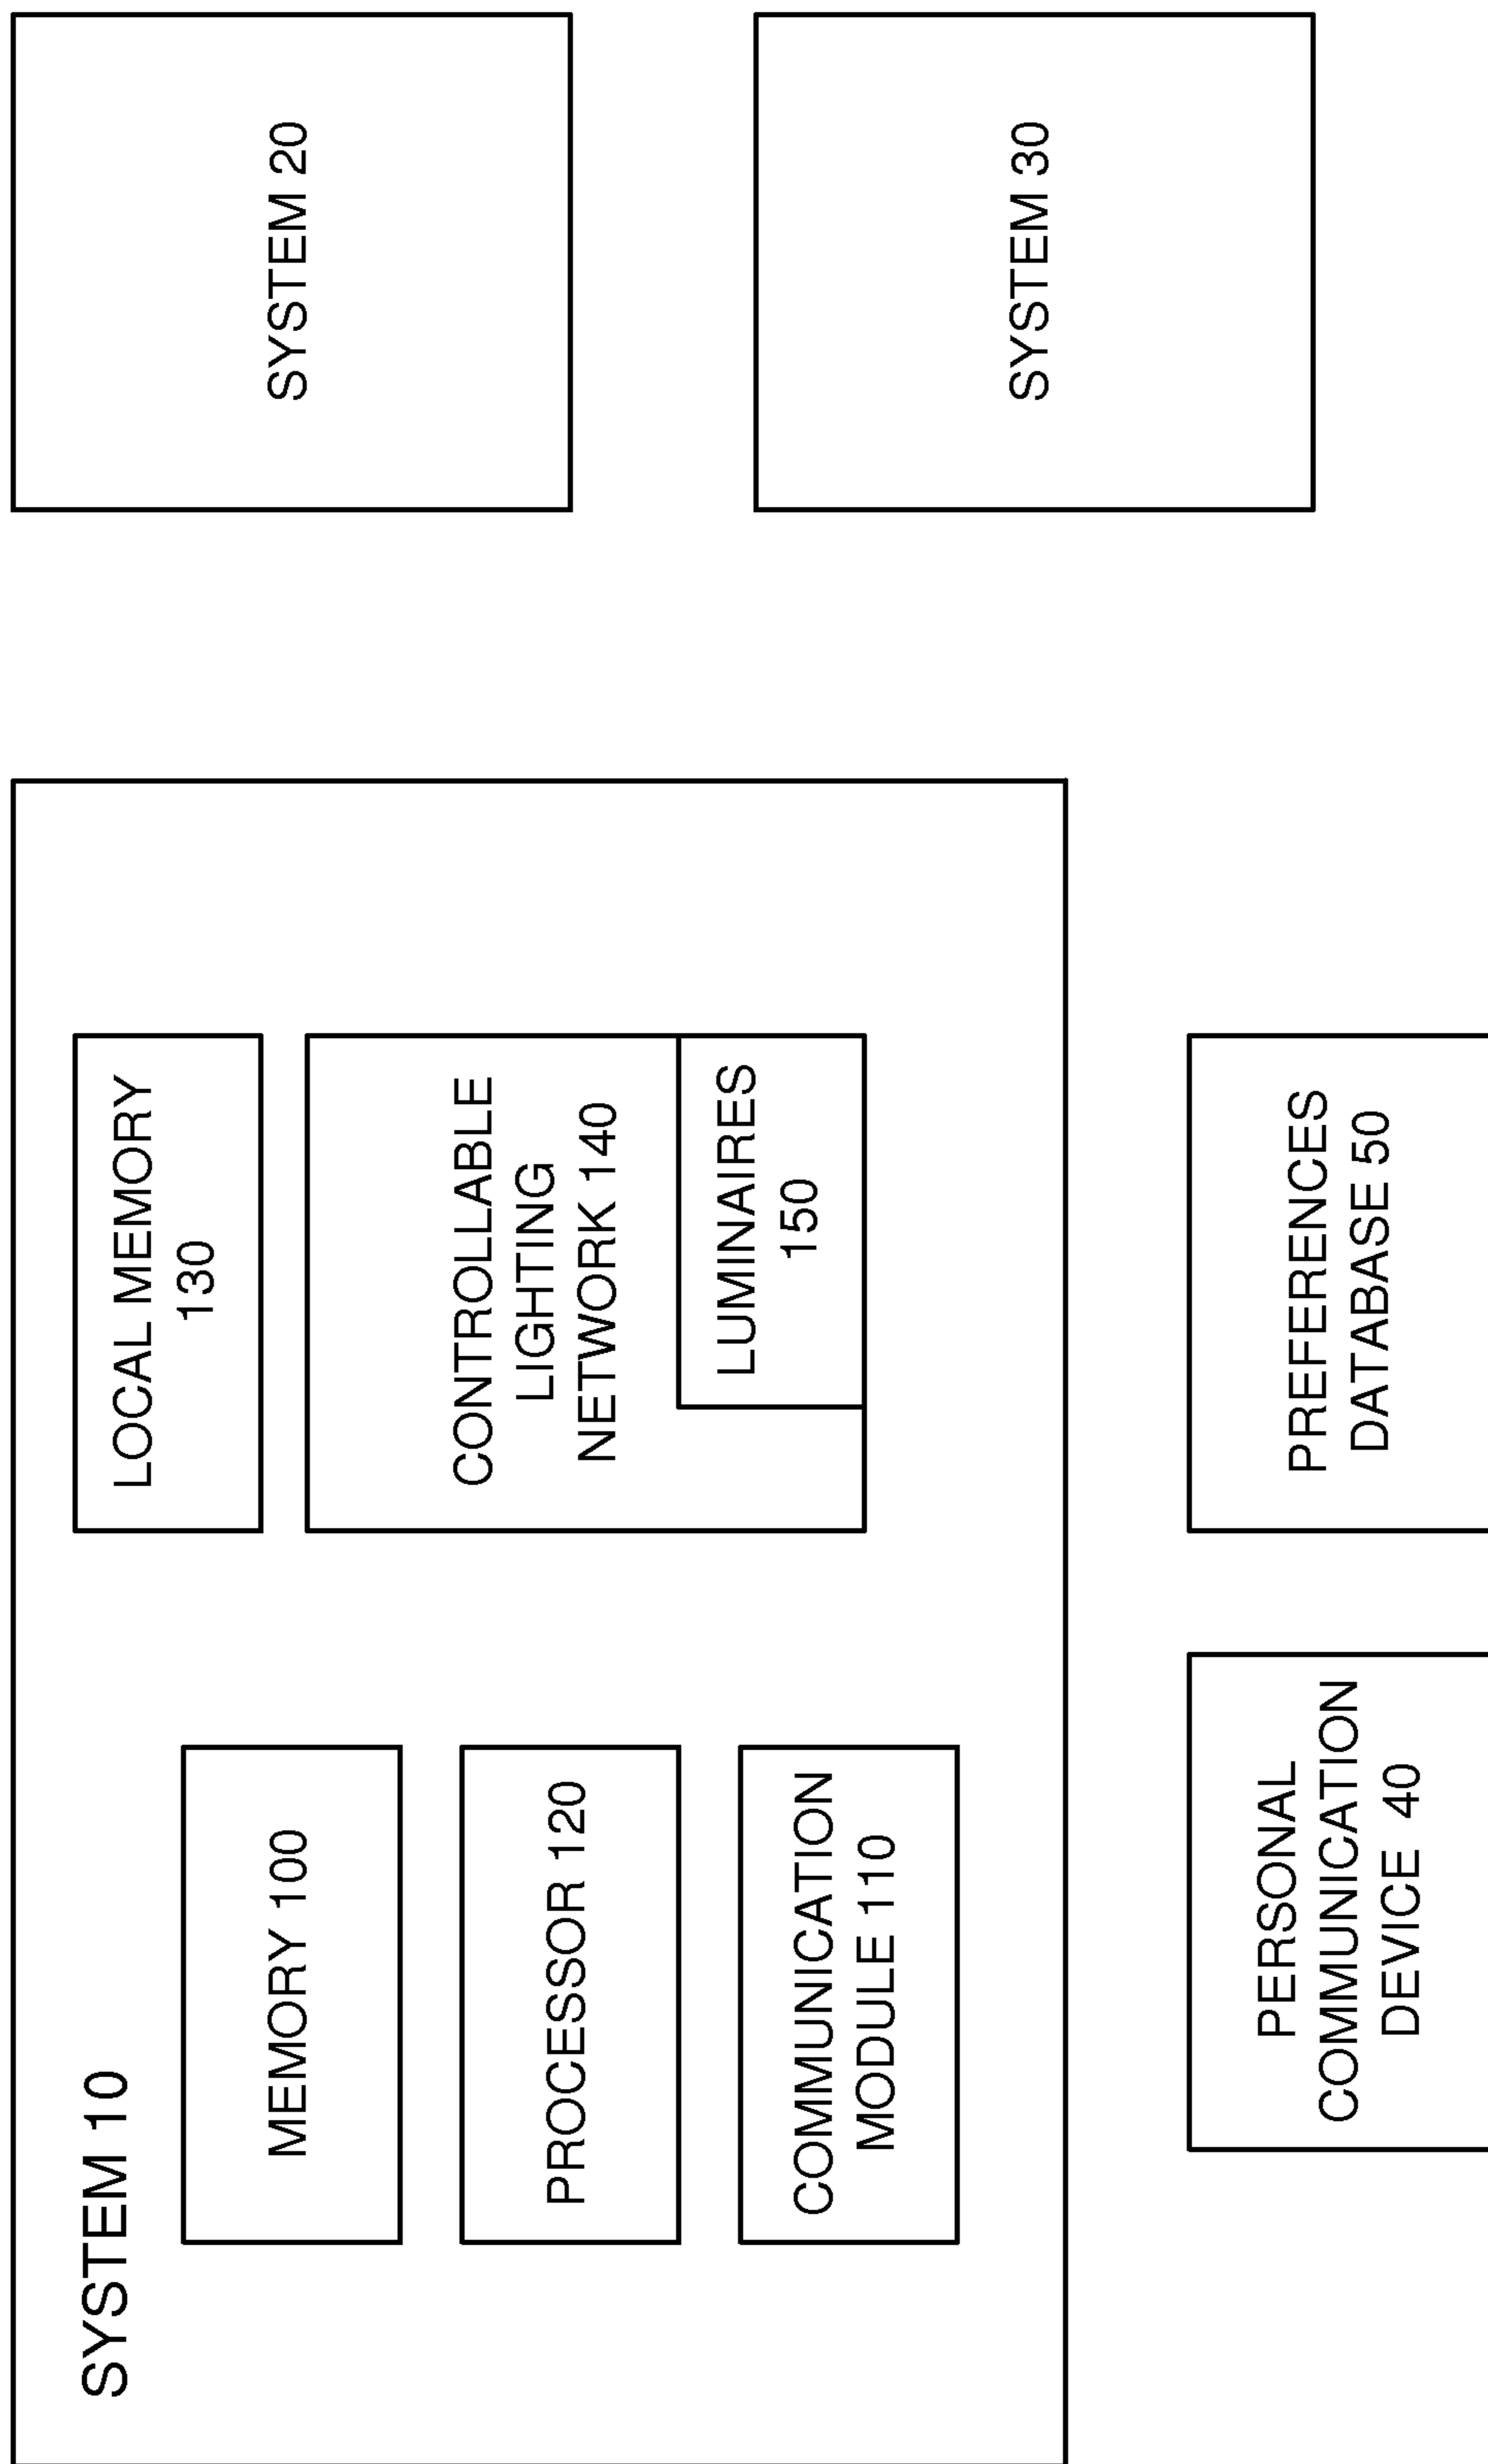 SYSTEM 10
MEMORY 100
PROCESSOR 120
COMMUNICATION
MODULE 110
LOCAL MEMORY
130
CONTROLLABLE
LIGHTING
NETWORK 140
LUMINAIRES
150
SYSTEM 20
SYSTEM 30
PERSONAL
COMMUNICATION
DEVICE 40
PREFERENCES
DATABASE 50